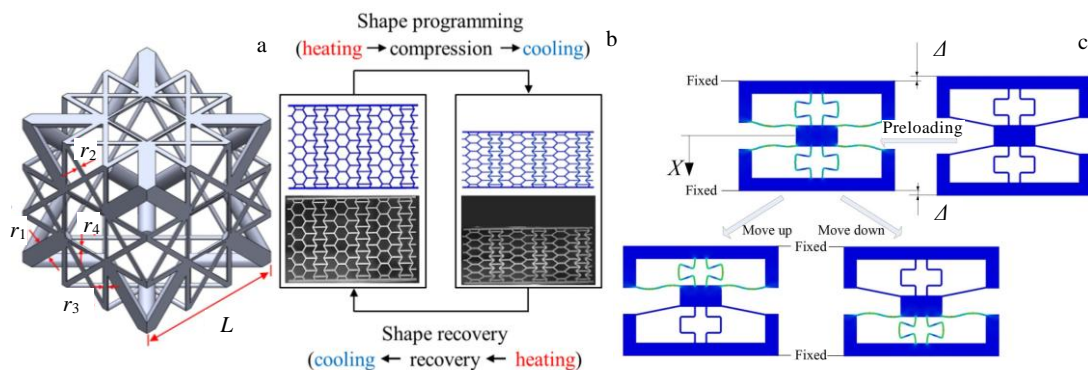 a
r2
r1
r4
r3
L
Shape programming
(heating → compression → cooling)
Shape recovery
(cooling ← recovery ← heating)
b
c
Δ
Fixed
Preloading
X
Fixed
Δ
Move up
Move down
Fixed
Fixed